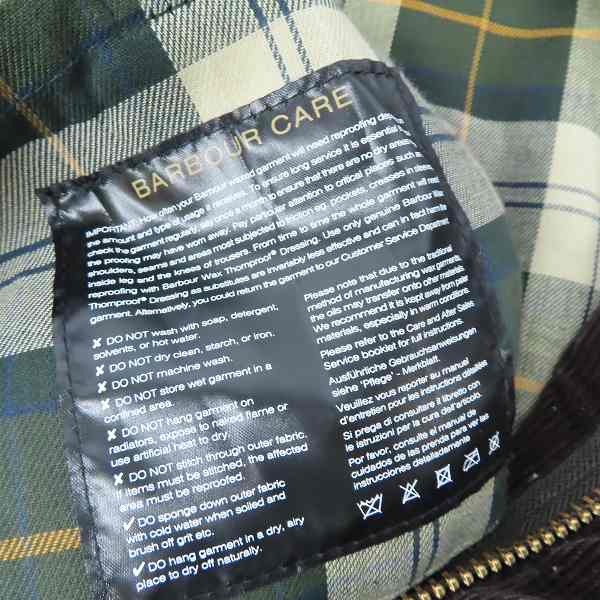 BARBOUR CARE
IMPORTANT: How often your Barbour waxed garment will need reproofing
the amount and type of usage it receives. To ensure long service it is essential
check the garment regularly, say once a month to ensure that there are no dry areas
the proofing may have worn away. Pay particular attention to critical places such as
shoulders, seams and areas most subjected to friction eg. pockets, creases in sleeves,
inside leg and the knees of trousers. From time to time the whole garment will need
reproofing with Barbour Wax Thornproof® Dressing. Use only genuine Barbour Wax
Thornproof® Dressing as substitutes are invariably less effective and can in fact harm the
garment. Alternatively, you could return the garment to our Customer Service Department
✘ DO NOT wash with soap, detergent,
solvents, or hot water.
✘ DO NOT dry clean, starch, or iron.
✘ DO NOT machine wash.
✘ DO NOT store wet garment in a
confined area.
✘ DO NOT hang garment on
radiators, expose to naked flame or
use artificial heat to dry.
✘ DO NOT stitch through outer fabric.
If items must be stitched, the affected
area must be reproofed.
✔ DO sponge down outer fabric
with cold water when soiled and
brush off grit etc.
✔ DO hang garment in a dry, airy
place to dry off naturally.
Please note that due to the traditional
method of manufacturing wax garments,
the oils may transfer onto other materials
We recommend it is kept away from pale
materials, especially in warm conditions
Please refer to the Care and After Sales
Service booklet for full instructions.
Ausführliche Gebrauchsanweisungen
siehe 'Pflege' - Merkblatt.
Veuillez vous reporter au manuel
d'entretien pour les instructions détaillées
Si prega di consultare il libretto con
le istruzioni per la cura dell'articolo.
Por favor, consulte el manual de
cuidados de las prenda para ver las
instrucciones detalladamente